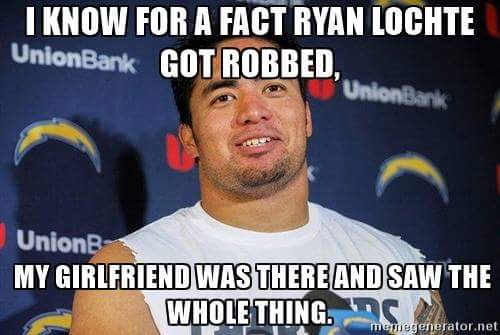 I KNOW FOR A FACT RYAN LOCHTE
GOT ROBBED,
UnionBank
UnionBank
UnionB
MY GIRLFRIEND WAS THERE AND SAW THE
WHOLE THING.
memegenerator.net